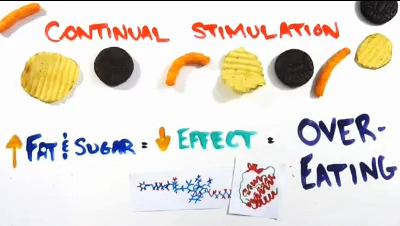 CONTINUAL STIMULATION
↑ FAT & SUGAR = ↓ EFFECT = OVER-
EATING